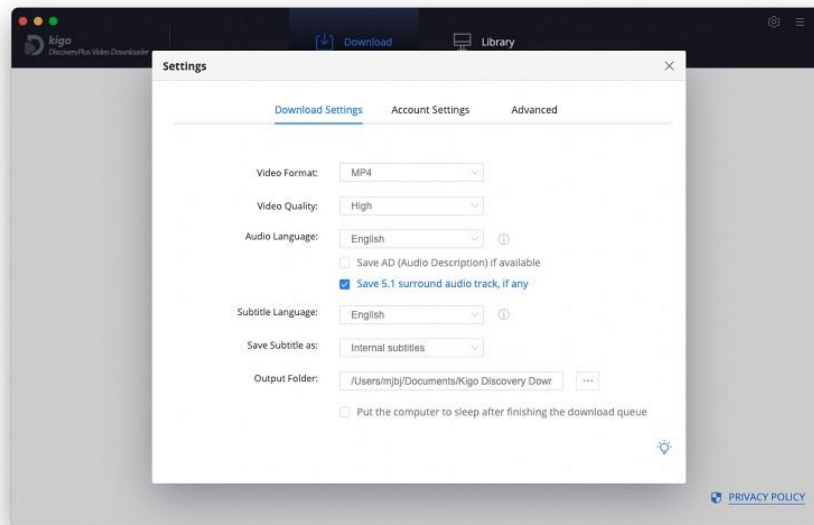 kigo
DiscoveryPlus Video Downloader
Download
Library
Settings
Download Settings
Account Settings
Advanced
Video Format:
MP4
Video Quality:
High
Audio Language:
English
Save AD (Audio Description) if available
Save 5.1 surround audio track, if any
Subtitle Language:
English
Save Subtitle as:
Internal subtitles
Output Folder:
/Users/mjbj/Documents/Kigo Discovery Dowr
...
Put the computer to sleep after finishing the download queue
PRIVACY POLICY